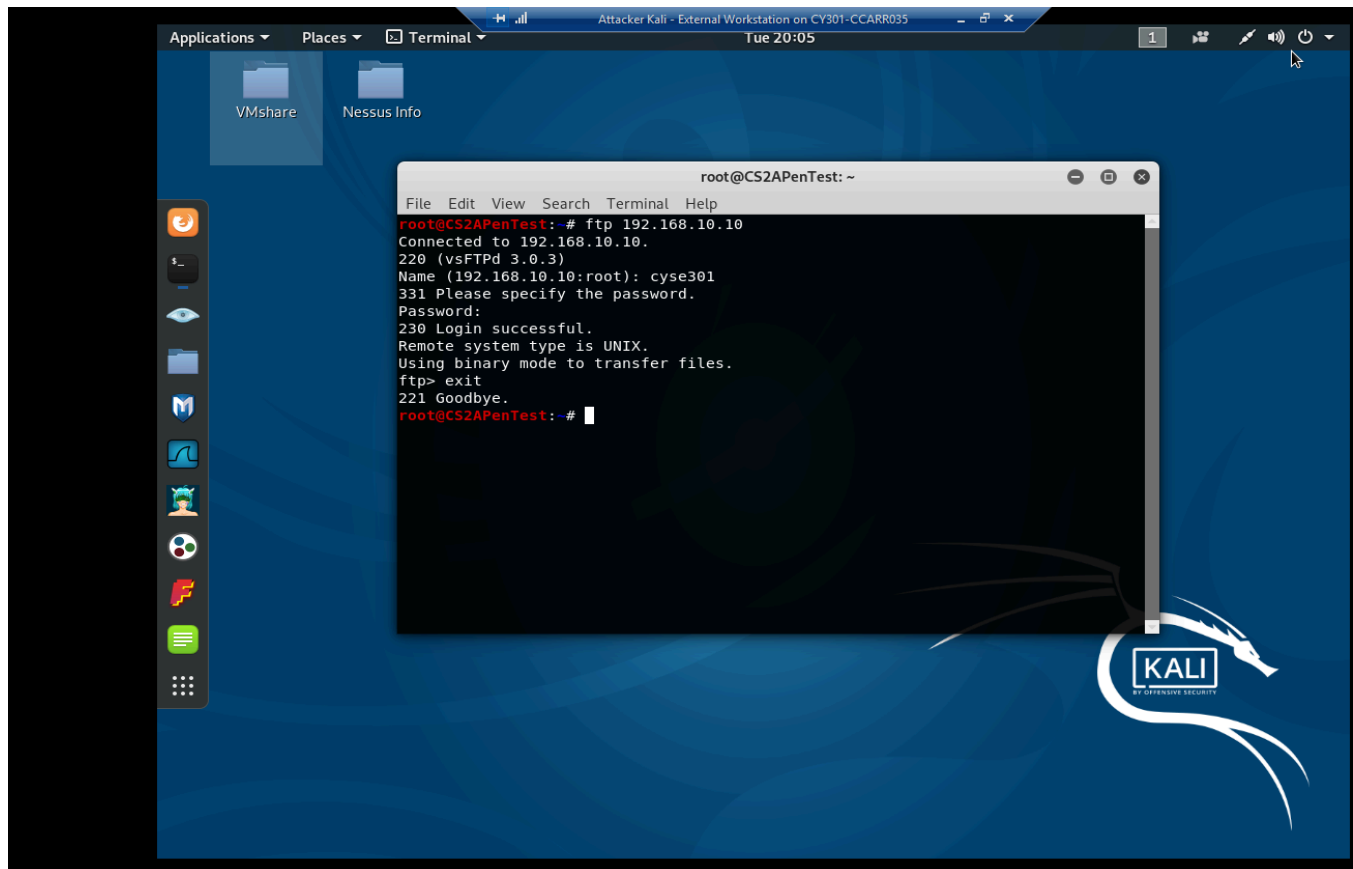 Attacker Kali - External Workstation on CY301-CCARR035
Applications Places Terminal Tue 20:05 1
VMshare Nessus Info
root@CS2APenTest: ~
File Edit View Search Terminal Help
root@CS2APenTest:~# ftp 192.168.10.10
Connected to 192.168.10.10.
220 (vsFTPd 3.0.3)
Name (192.168.10.10:root): cyse301
331 Please specify the password.
Password:
230 Login successful.
Remote system type is UNIX.
Using binary mode to transfer files.
ftp> exit
221 Goodbye.
root@CS2APenTest:~#
$_
KALI
BY OFFENSIVE SECURITY